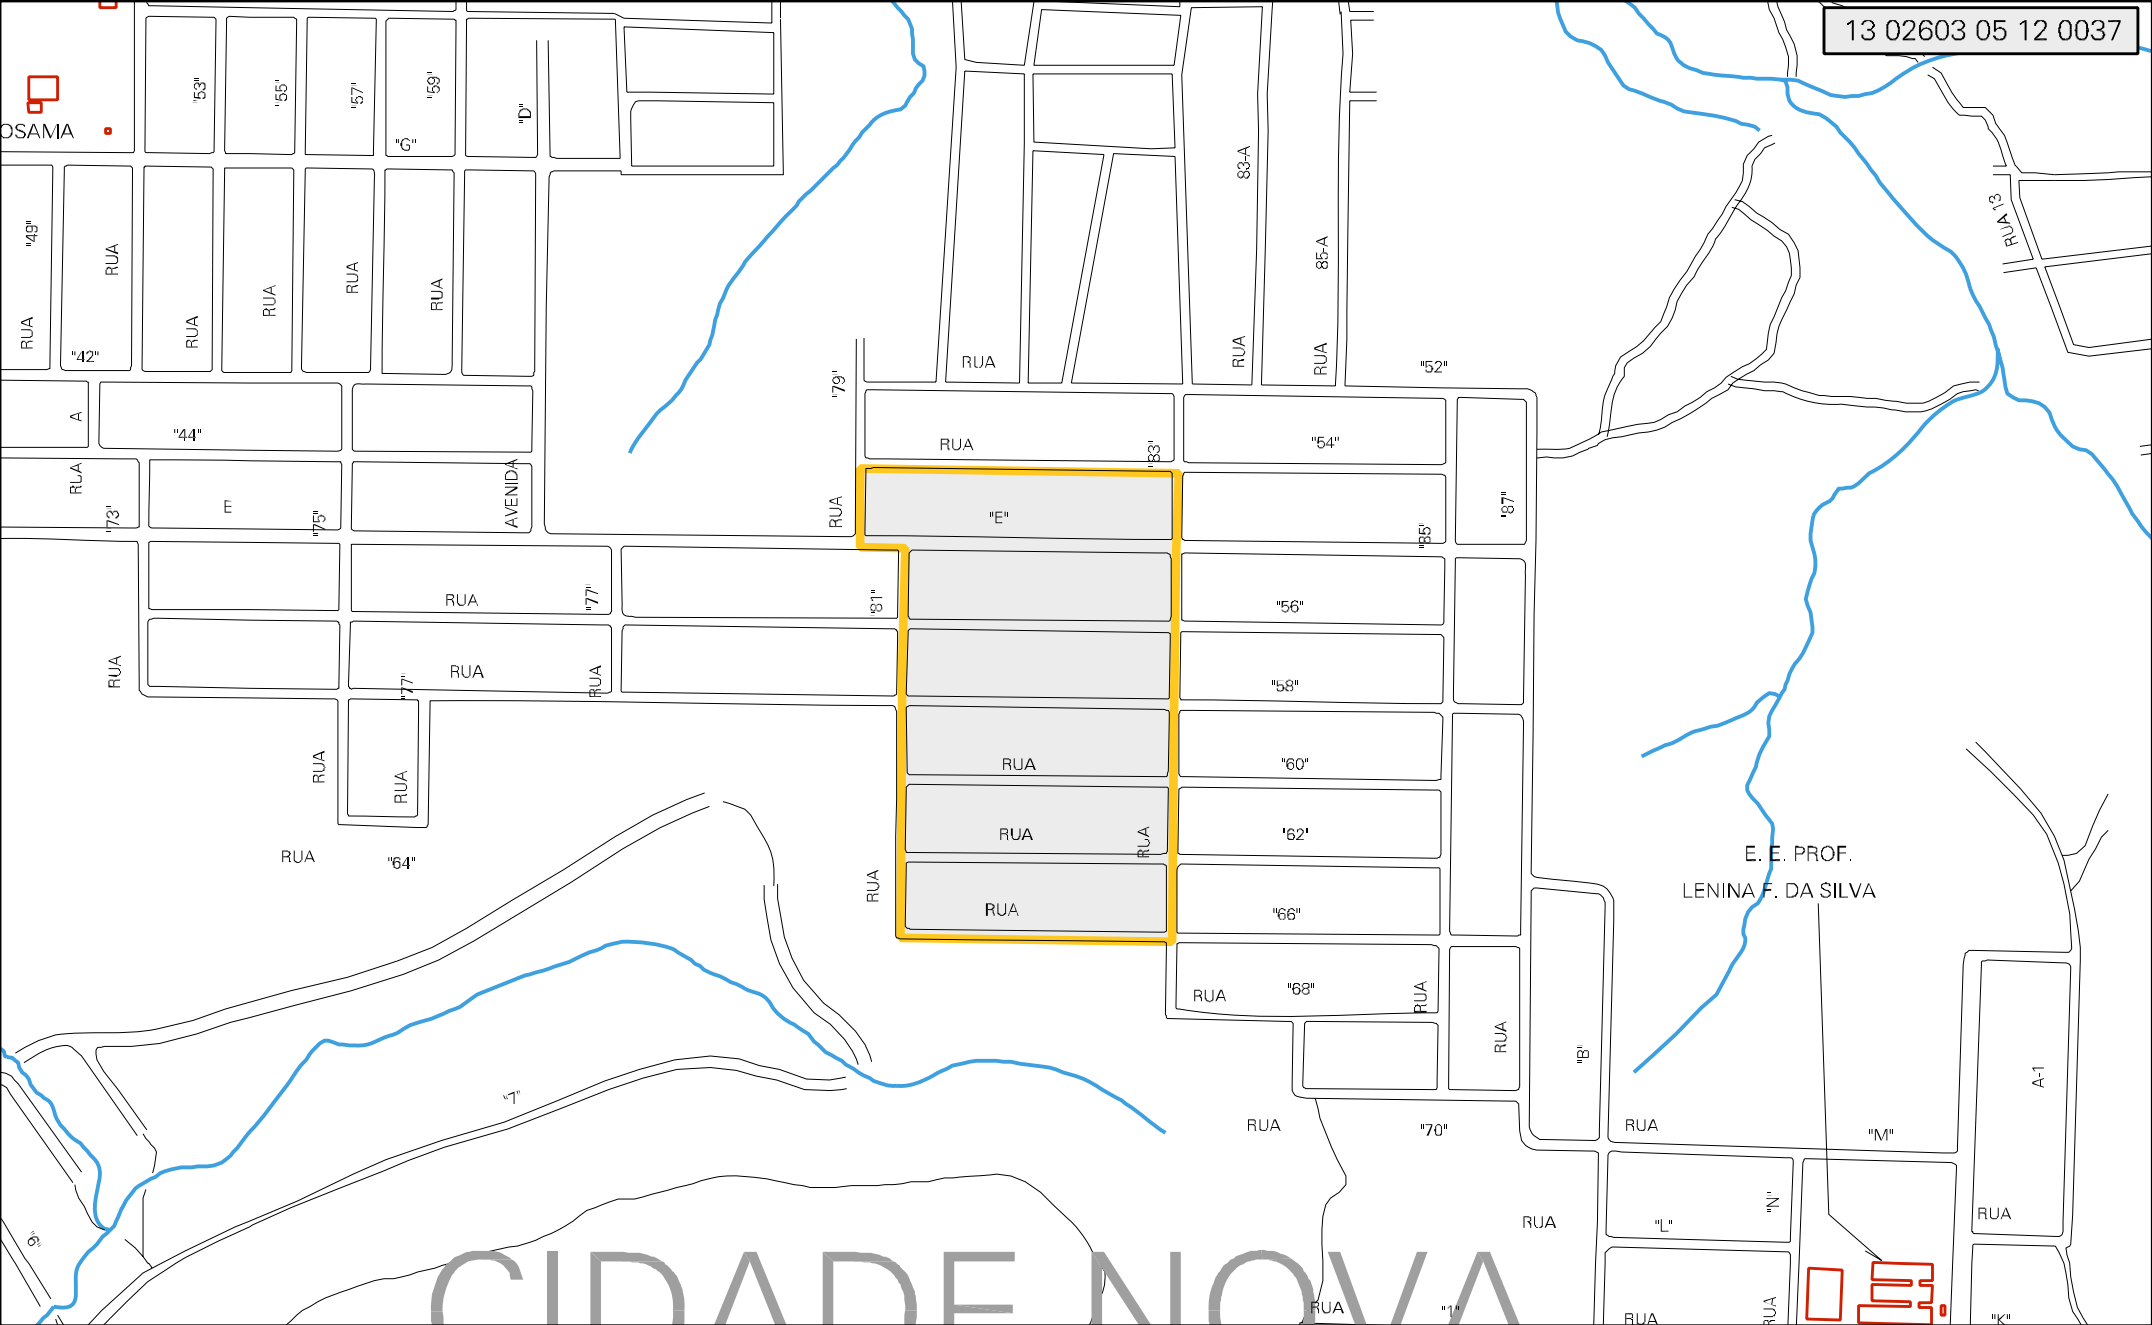 13 02603 05 12 0037
"53"
"55"
"57"
"59"
"D"
OSAMA
"G"
83-A
RUA 13
"49"
RUA
RUA
RUA
RUA
RUA
85-A
RUA
RUA
"42"
RUA
RUA
RUA
"52"
"79"
A
"44"
RUA
"54"
"83"
RUA
AVENIDA
E
"73"
"75"
RUA
"E"
"85"
"87"
RUA
"77"
"81"
"56"
RUA
RUA
"77"
RUA
"58"
RUA
RUA
RUA
"60"
RUA
"62"
RUA
RUA
"64"
E. E. PROF.
LENINA F. DA SILVA
RUA
RUA
"66"
RUA
"68"
RUA
RUA
"B"
A-1
"7"
RUA
"70"
RUA
"M"
"N"
RUA
"L"
RUA
"6"
CIDADE NOVA
RUA
"1"
RUA
RUA
"K"